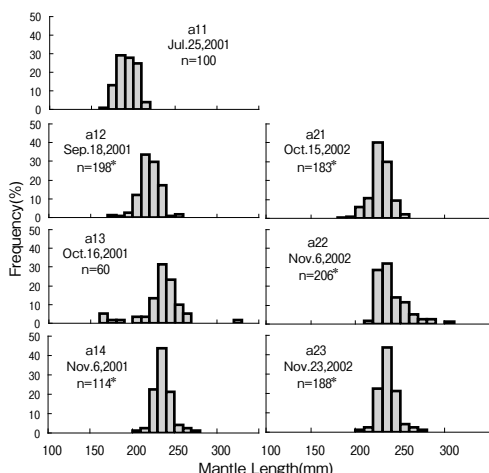 50
40
30
20
10
0
a11
Jul.25,2001
n=100
50
40
30
20
10
0
a12
Sep.18,2001
n=198*
a21
Oct.15,2002
n=183*
Frequency(%)
50
40
30
20
10
0
a13
Oct.16,2001
n=60
a22
Nov.6,2002
n=206*
50
40
30
20
10
0
a14
Nov.6,2001
n=114*
a23
Nov.23,2002
n=188*
100 150 200 250 300 100 150 200 250 300
Mantle Length(mm)